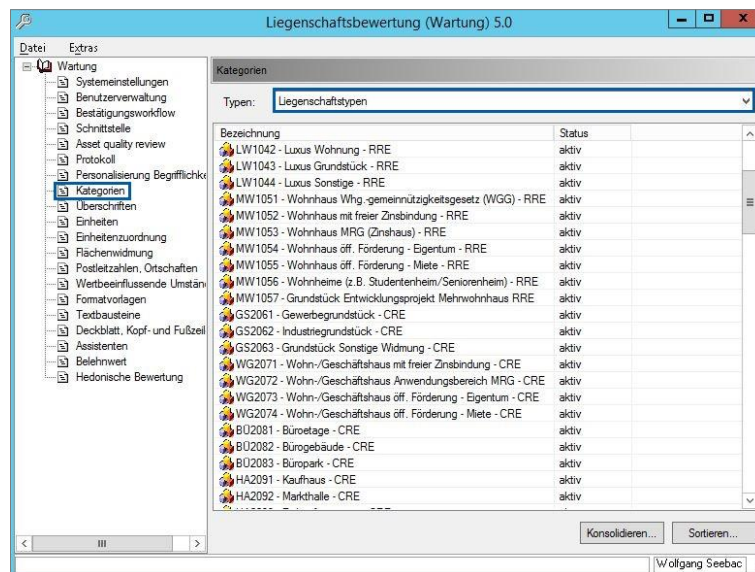 Liegenschaftsbewertung (Wartung) 5.0
Datei Extras
Wartung
Systemeinstellungen
Benutzerverwaltung
Bestätigungsworkflow
Schnittstelle
Asset quality review
Protokoll
Personalisierung Begrifflichke
Kategorien
Überschriften
Einheiten
Einheitenzuordnung
Flächenwidmung
Postleitzahlen, Ortschaften
Wertbeeinflussende Umstän
Formatvorlagen
Textbausteine
Deckblatt, Kopf- und Fußzeil
Assistenten
Belehnwert
Hedonische Bewertung
Kategorien
Typen: Liegenschaftstypen
Bezeichnung Status
LW1042 - Luxus Wohnung - RRE aktiv
LW1043 - Luxus Grundstück - RRE aktiv
LW1044 - Luxus Sonstige - RRE aktiv
MW1051 - Wohnhaus Whg.-gemeinnützigkeitsgesetz (WGG) - RRE aktiv
MW1052 - Wohnhaus mit freier Zinsbindung - RRE aktiv
MW1053 - Wohnhaus MRG (Zinshaus) - RRE aktiv
MW1054 - Wohnhaus öff. Förderung - Eigentum - RRE aktiv
MW1055 - Wohnhaus öff. Förderung - Miete - RRE aktiv
MW1056 - Wohnheime (z.B. Studentenheim/Seniorenheim) - RRE aktiv
MW1057 - Grundstück Entwicklungsprojekt Mehrwohnhaus RRE aktiv
GS2061 - Gewerbegrundstück - CRE aktiv
GS2062 - Industriegrundstück - CRE aktiv
GS2063 - Grundstück Sonstige Widmung - CRE aktiv
WG2071 - Wohn-/Geschäftshaus mit freier Zinsbindung - CRE aktiv
WG2072 - Wohn-/Geschäftshaus Anwendungsbereich MRG - CRE aktiv
WG2073 - Wohn-/Geschäftshaus öff. Förderung - Eigentum - CRE aktiv
WG2074 - Wohn-/Geschäftshaus öff. Förderung - Miete - CRE aktiv
BÜ2081 - Büroetage - CRE aktiv
BÜ2082 - Bürogebäude - CRE aktiv
BÜ2083 - Büropark - CRE aktiv
HA2091 - Kaufhaus - CRE aktiv
HA2092 - Markthalle - CRE aktiv
Konsolidieren... Sortieren...
Wolfgang Seebac